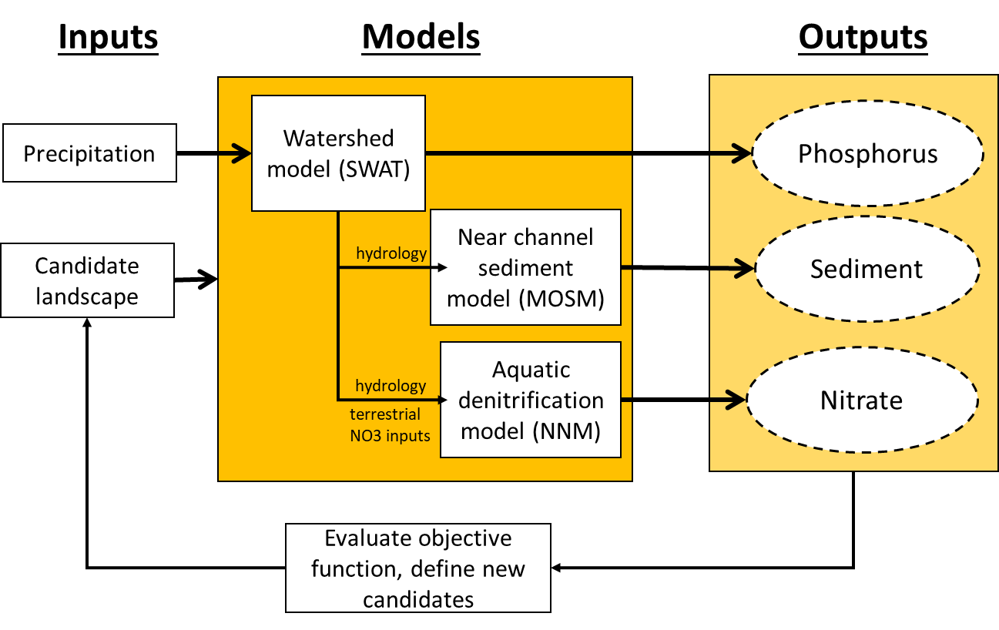 Inputs
Models
Outputs
Precipitation
Candidate
landscape
Watershed
model (SWAT)
hydrology
Near channel
sediment
model (MOSM)
hydrology
terrestrial
NO3 inputs
Aquatic
denitrification
model (NNM)
Phosphorus
Sediment
Nitrate
Evaluate objective
function, define new
candidates